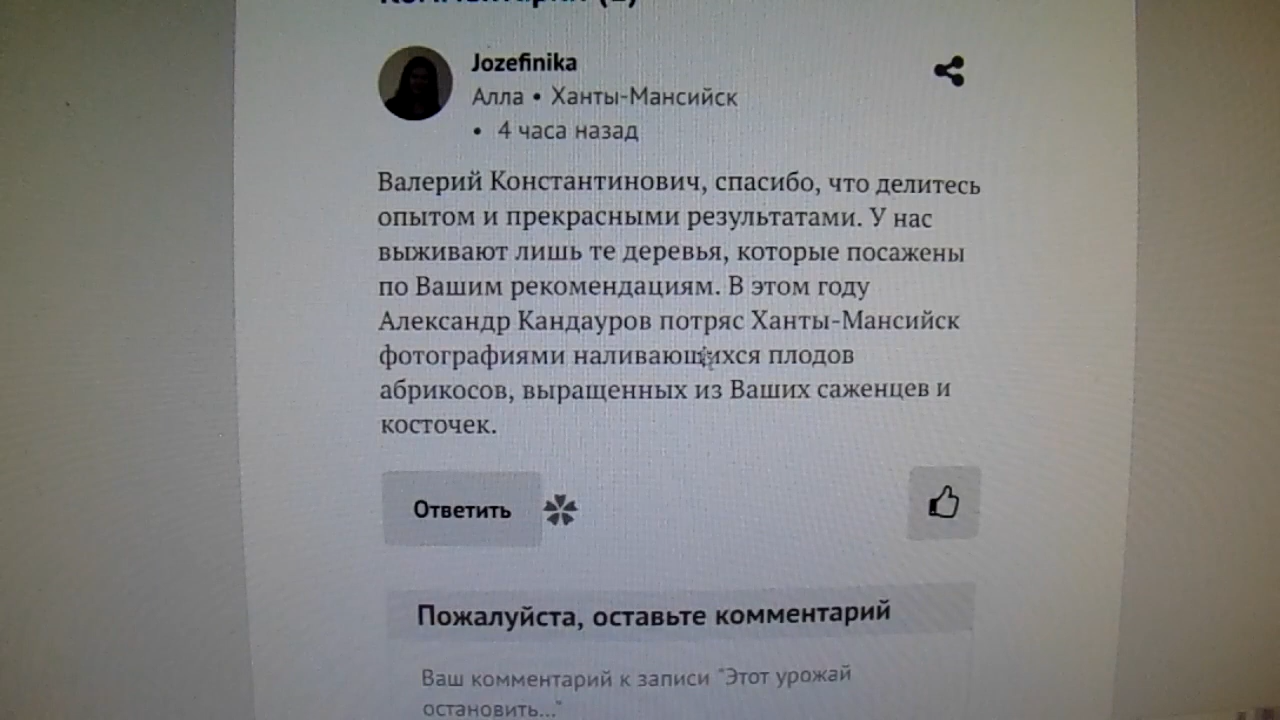 Комментарии (2)
Jozefinika
Алла • Ханты-Мансийск
• 4 часа назад
Валерий Константинович, спасибо, что делитесь
опытом и прекрасными результатами. У нас
выживают лишь те деревья, которые посажены
по Вашим рекомендациям. В этом году
Александр Кандауров потряс Ханты-Мансийск
фотографиями наливающихся плодов
абрикосов, выращенных из Ваших саженцев и
косточек.
Ответить
Пожалуйста, оставьте комментарий
Ваш комментарий к записи "Этот урожай
остановить..."